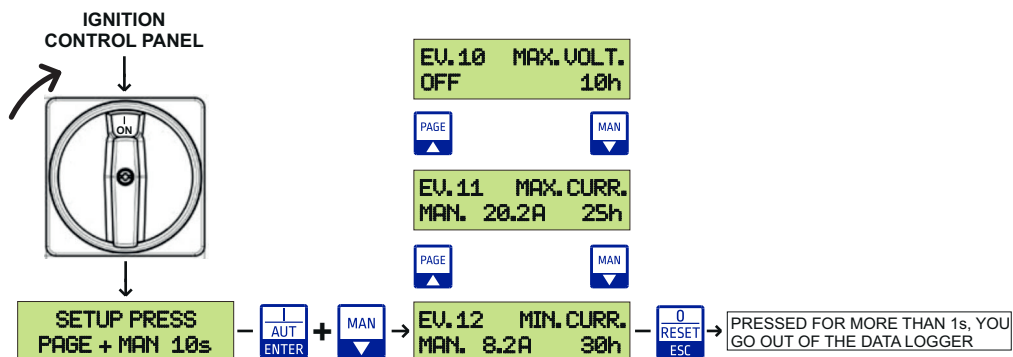 IGNITION
CONTROL PANEL
I
ON
SETUP PRESS
PAGE + MAN 10s
–
I
AUT
ENTER
+
MAN
EV.10 MAX.VOLT.
OFF 10h
PAGE MAN
EV.11 MAX.CURR.
MAN. 20.2A 25h
PAGE MAN
EV.12 MIN.CURR.
MAN. 8.2A 30h
–
0
RESET
ESC
PRESSED FOR MORE THAN 1s, YOU
GO OUT OF THE DATA LOGGER